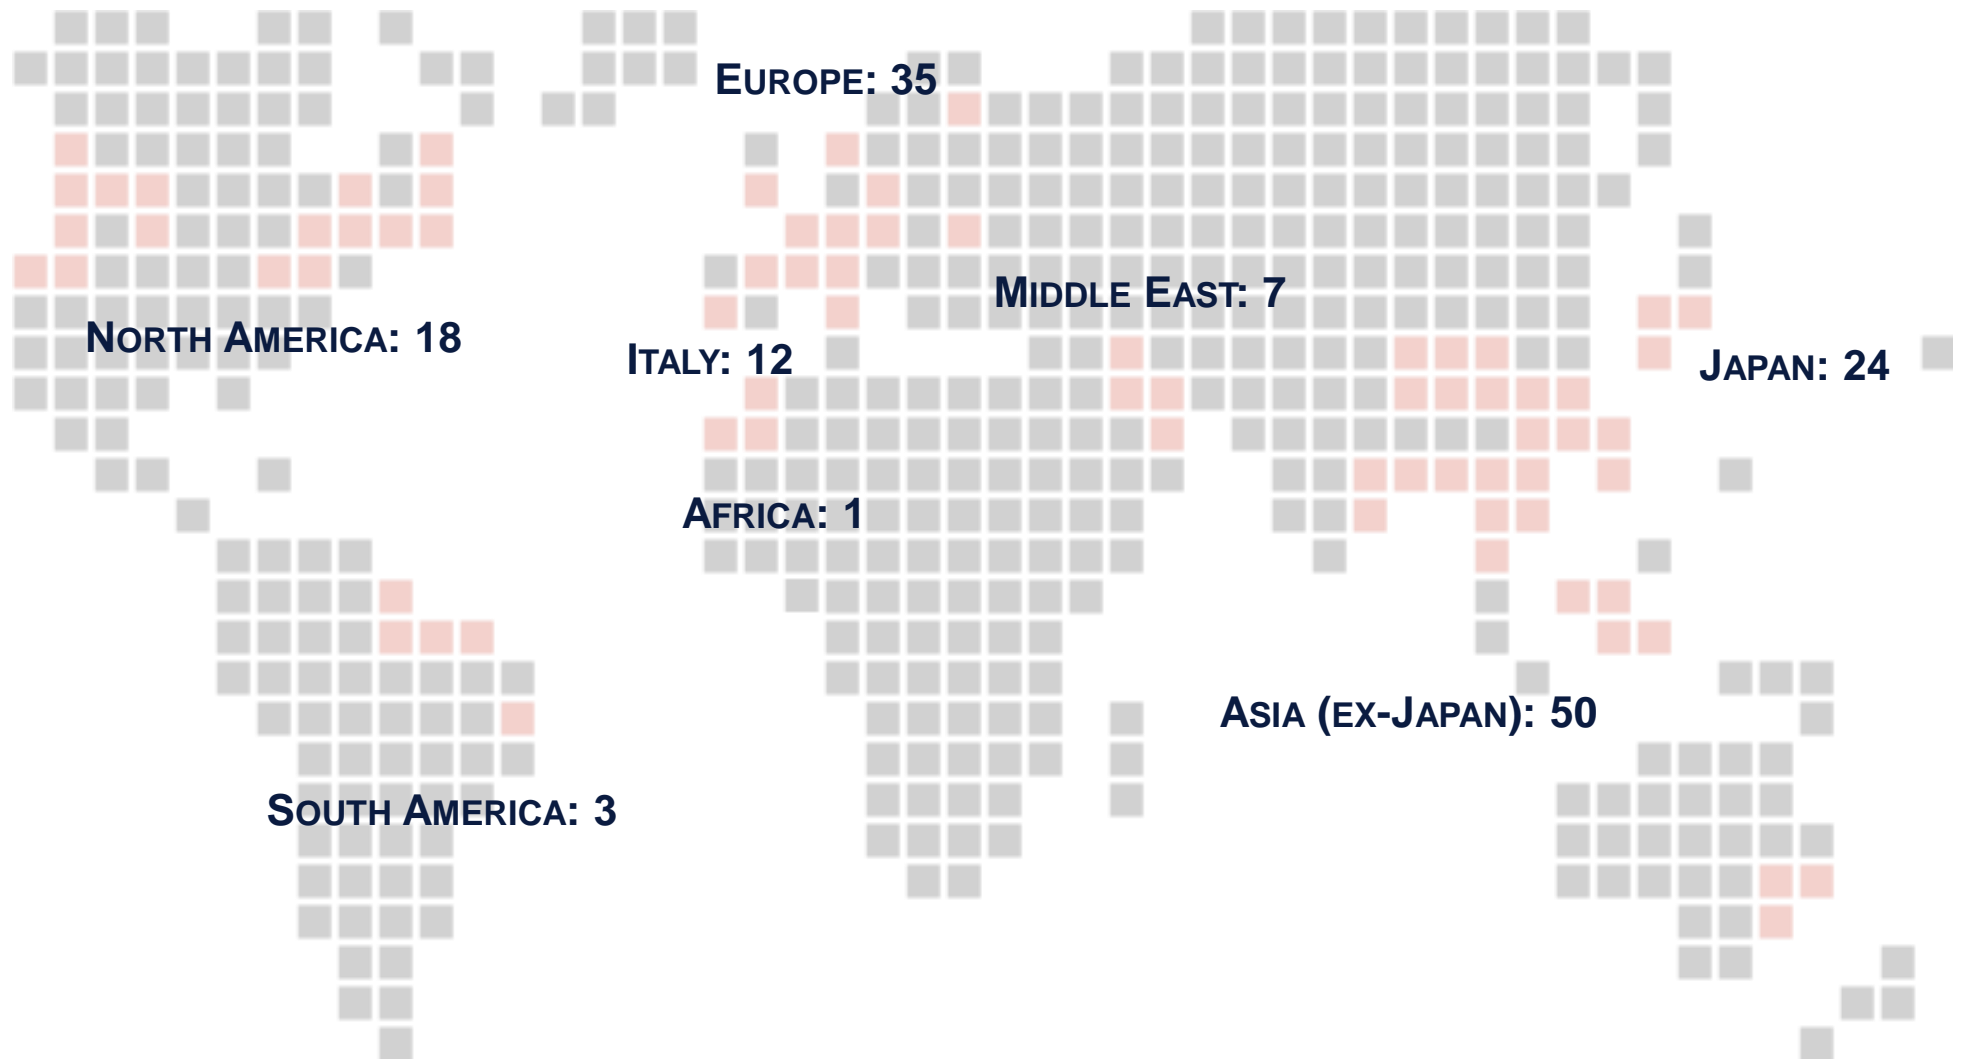 EUROPE: 35
MIDDLE EAST: 7
NORTH AMERICA: 18
ITALY: 12
JAPAN: 24
AFRICA: 1
ASIA (EX-JAPAN): 50
SOUTH AMERICA: 3